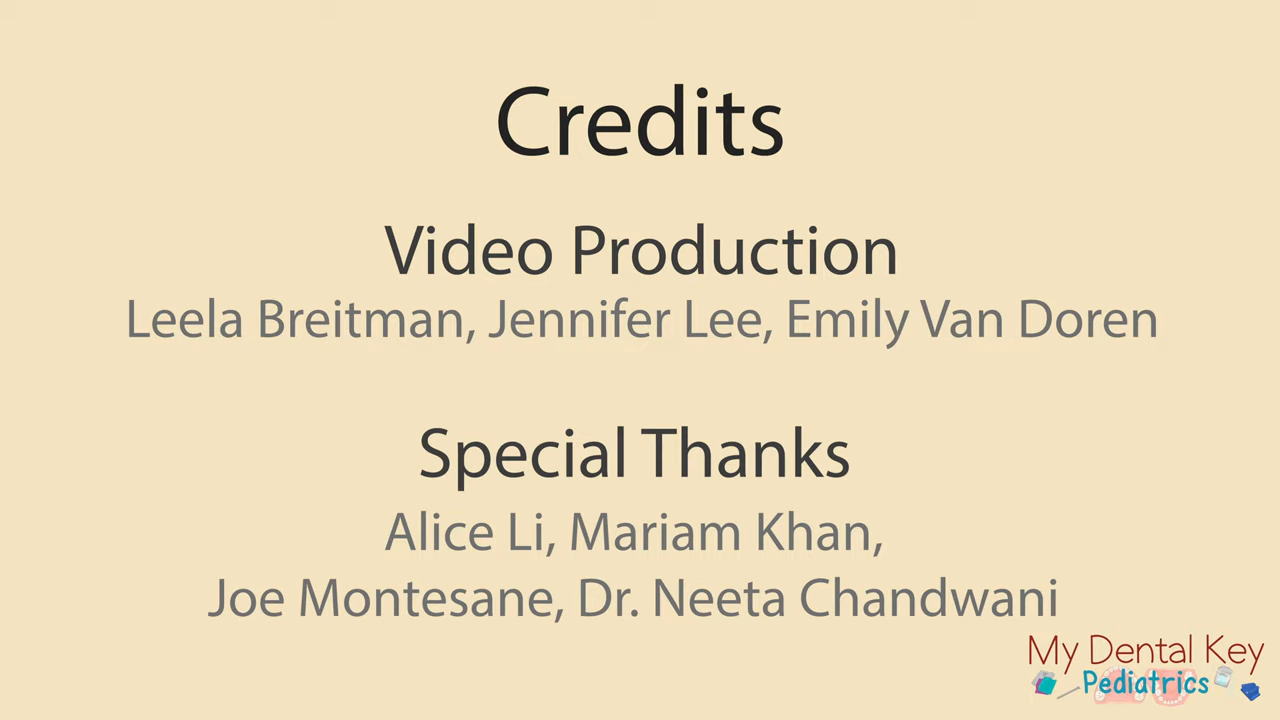 Credits
Video Production
Leela Breitman, Jennifer Lee, Emily Van Doren
Special Thanks
Alice Li, Mariam Khan,
Joe Montesane, Dr. Neeta Chandwani
My Dental Key
Pediatrics